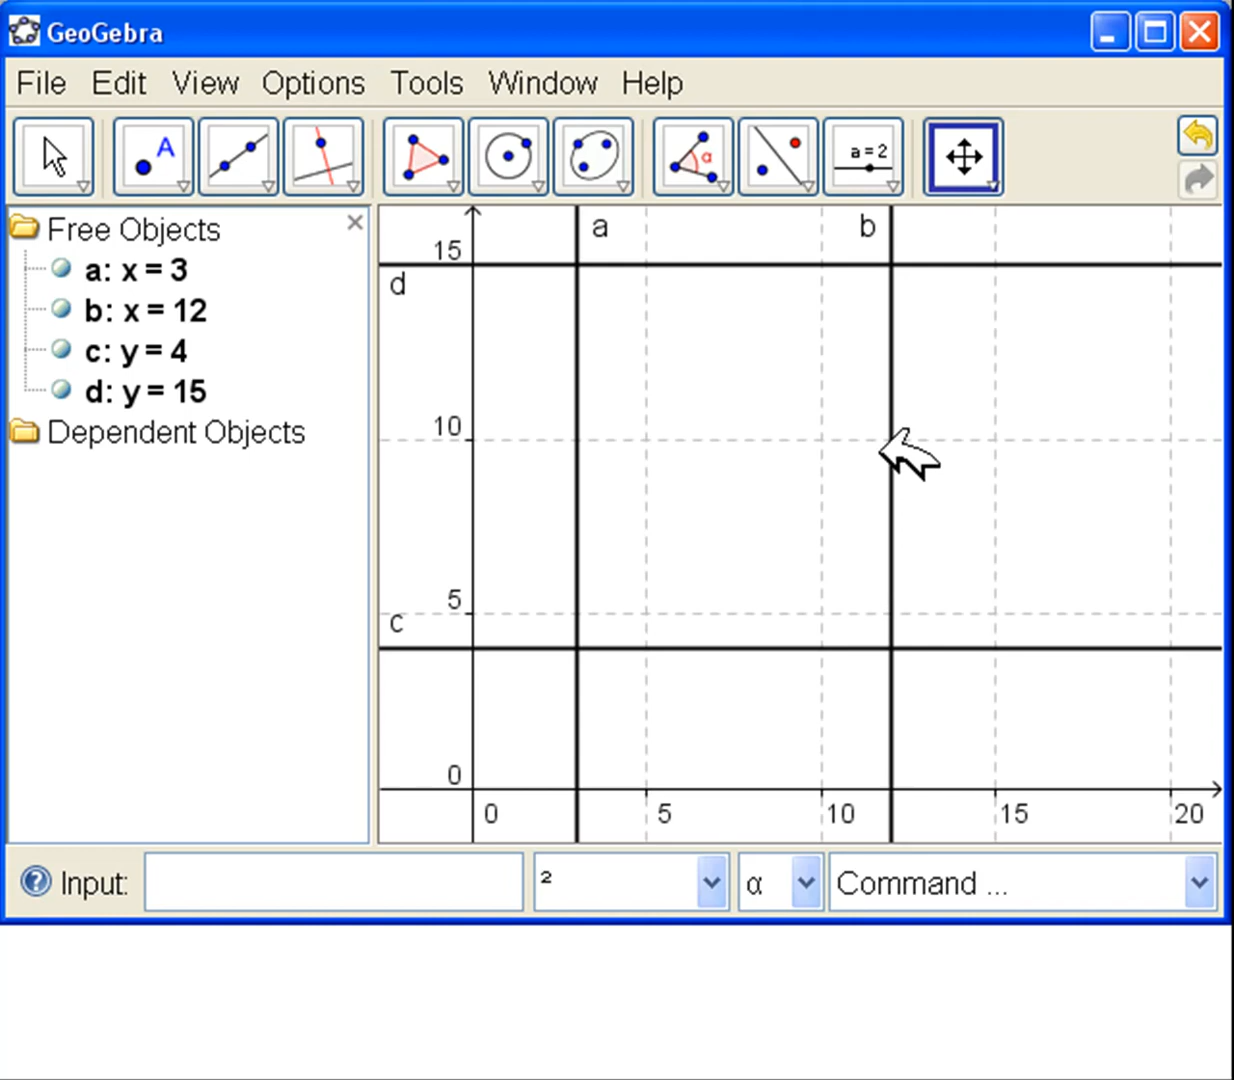 GeoGebra
File Edit View Options Tools Window Help
A
α
a = 2
Free Objects
a: x = 3
b: x = 12
c: y = 4
d: y = 15
Dependent Objects
a b
15
d
10
5
c
0
0 5 10 15 20
Input: ² α Command ...